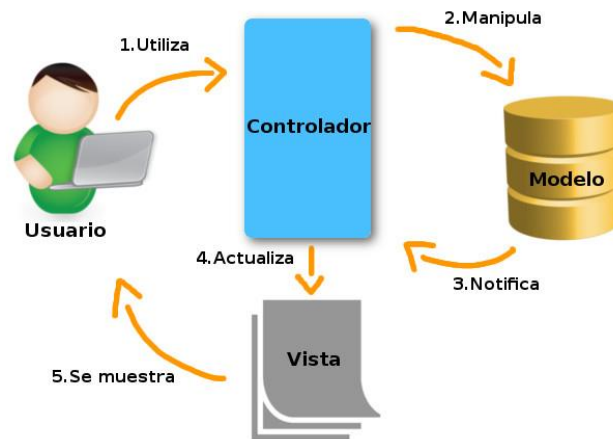 1.Utiliza
2.Manipula
Controlador
Modelo
Usuario
4.Actualiza
3.Notifica
Vista
5.Se muestra